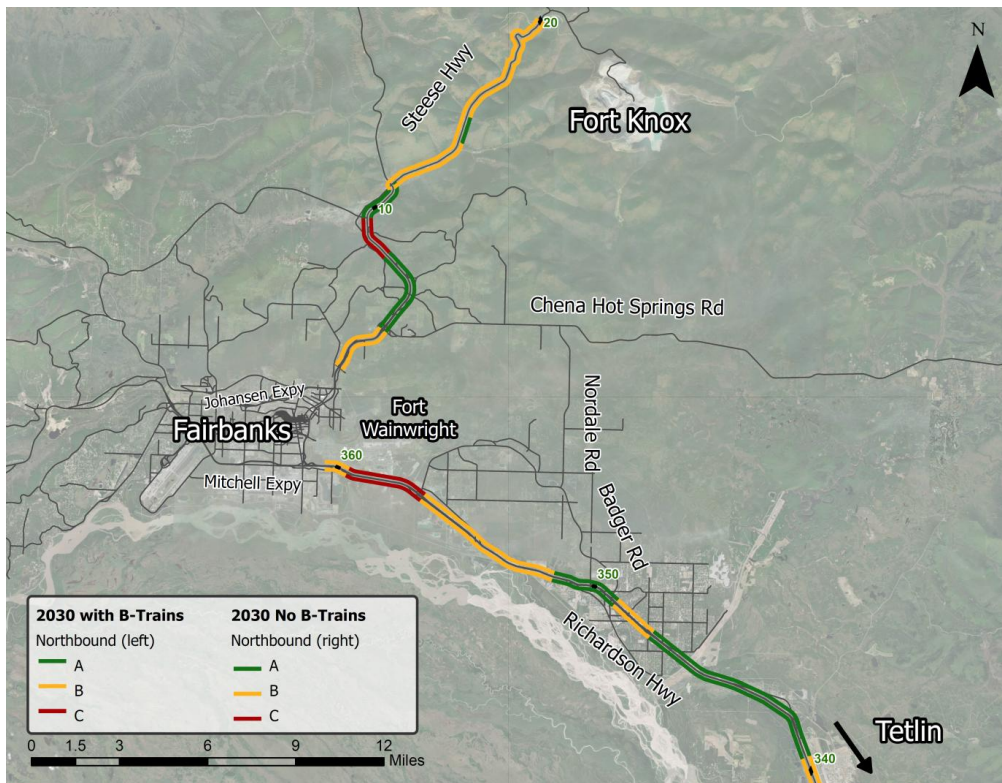 20
N
Steese Hwy
Fort Knox
10
Chena Hot Springs Rd
Johansen Expy
Fort
Wainwright
Nordale Rd
Fairbanks
360
Mitchell Expy
Badger Rd
350
Richardson Hwy
2030 with B-Trains
Northbound (left)
A
B
C
2030 No B-Trains
Northbound (right)
A
B
C
Tetlin
340
0 1.5 3 6 9 12
Miles